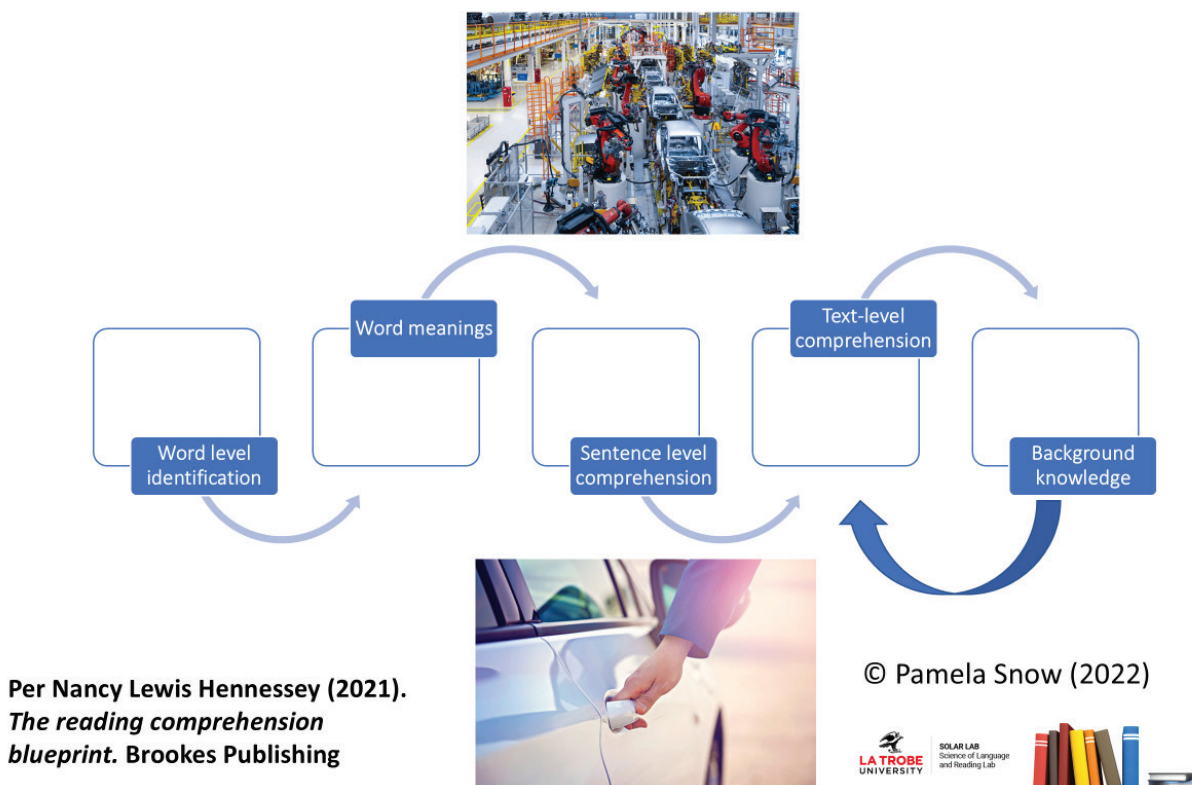 Word meanings
Text-level
comprehension
Word level
identification
Sentence level
comprehension
Background
knowledge
Per Nancy Lewis Hennessey (2021).
The reading comprehension
blueprint. Brookes Publishing
© Pamela Snow (2022)
LA TROBE
UNIVERSITY
SOLAR LAB
Science of Language
and Reading Lab